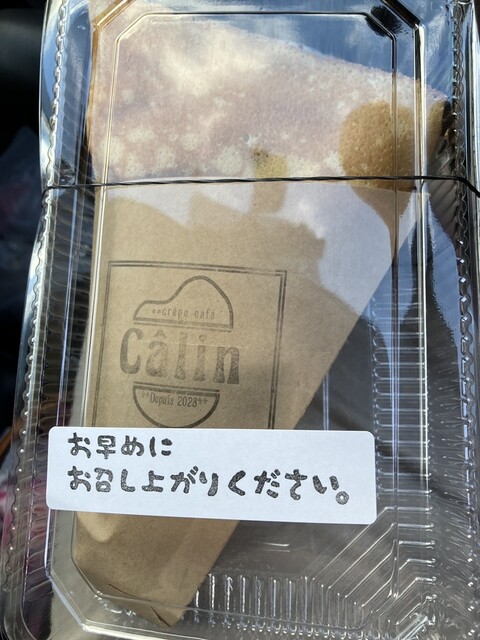 **crêpe café
Câlin
**Depuis 2023**
お早めに
お召し上がりください。